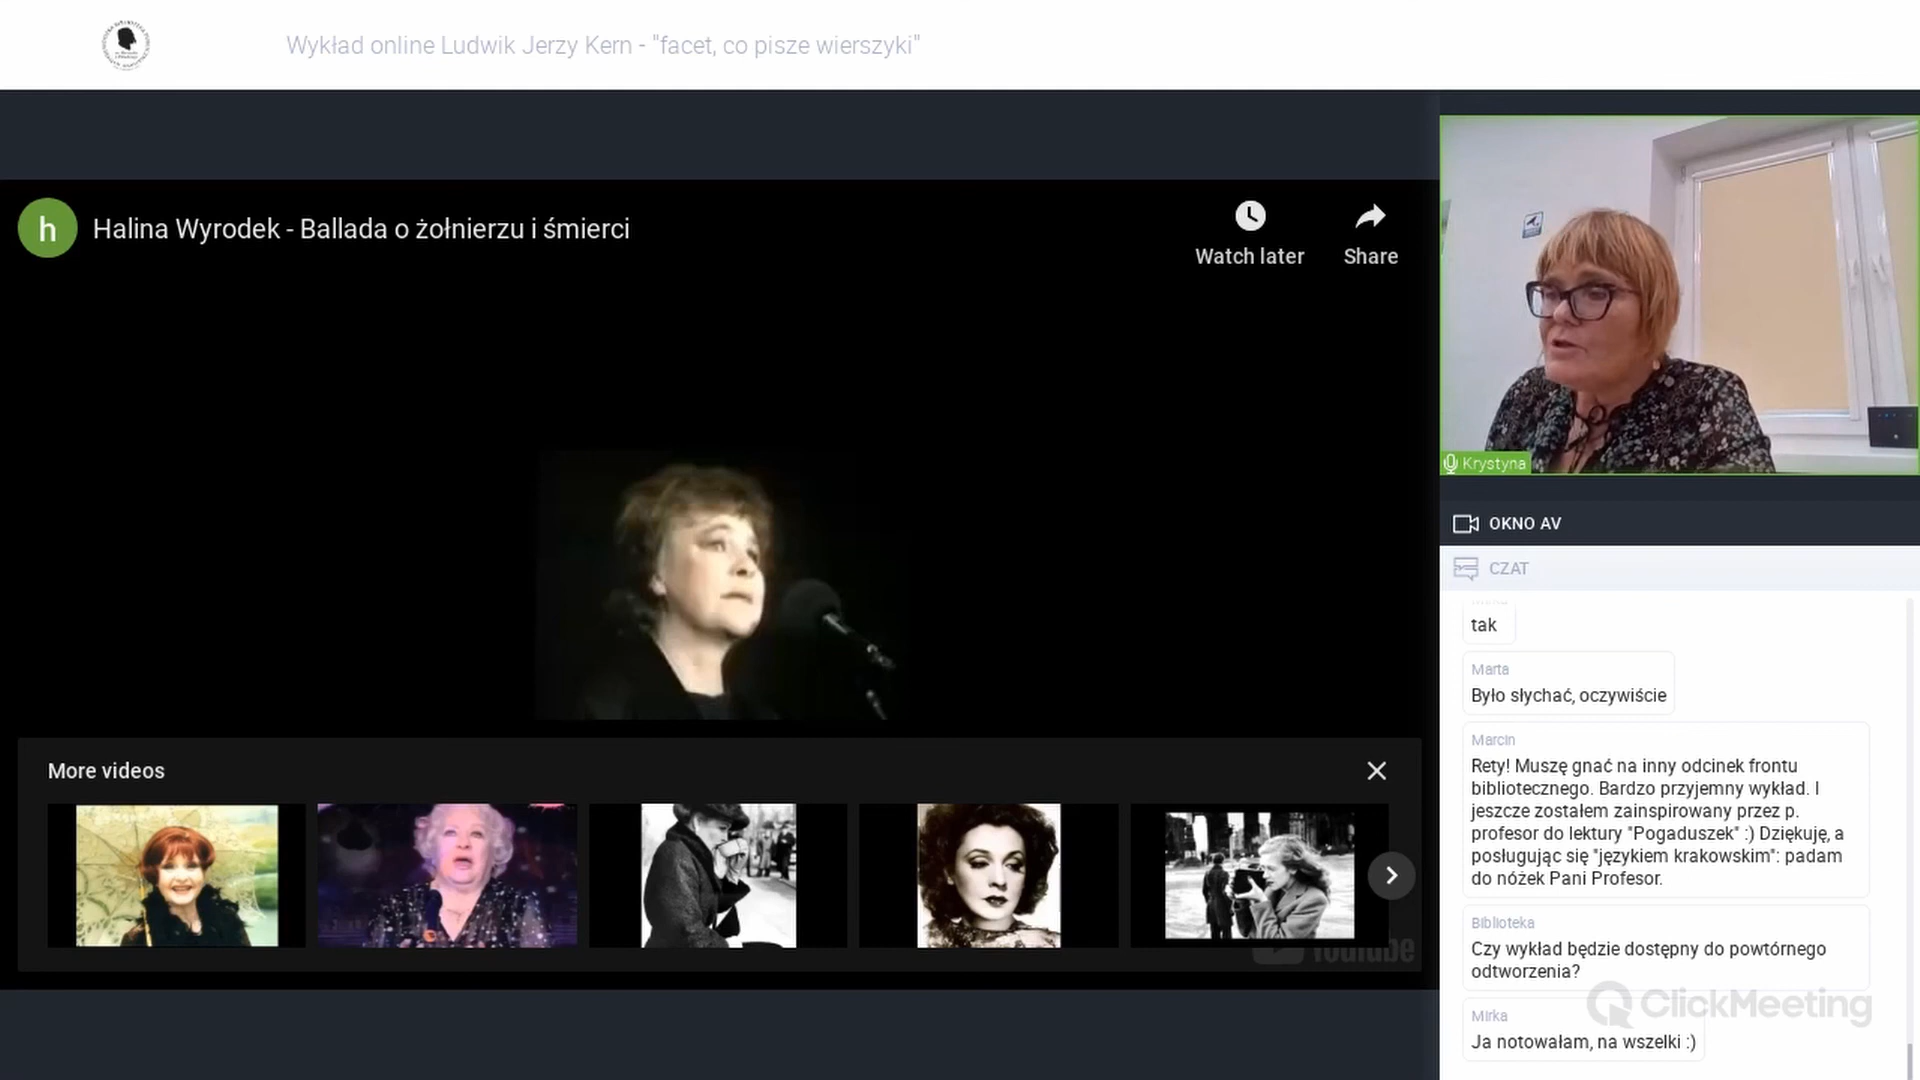 Wykład online Ludwik Jerzy Kern - "facet, co pisze wierszyki"
h
Halina Wyrodek - Ballada o żołnierzu i śmierci
Watch later
Share
More videos
YouTube
Krystyna
OKNO AV
CZAT
tak
Marta
Było słychać, oczywiście
Marcin
Rety! Muszę gnać na inny odcinek frontu
bibliotecznego. Bardzo przyjemny wykład. I
jeszcze zostałem zainspirowany przez p.
profesor do lektury "Pogaduszek" :) Dziękuję, a
posługując się "językiem krakowskim": padam
do nóżek Pani Profesor.
Biblioteka
Czy wykład będzie dostępny do powtórnego
odtworzenia?
ClickMeeting
Mirka
Ja notowałam, na wszelki :)